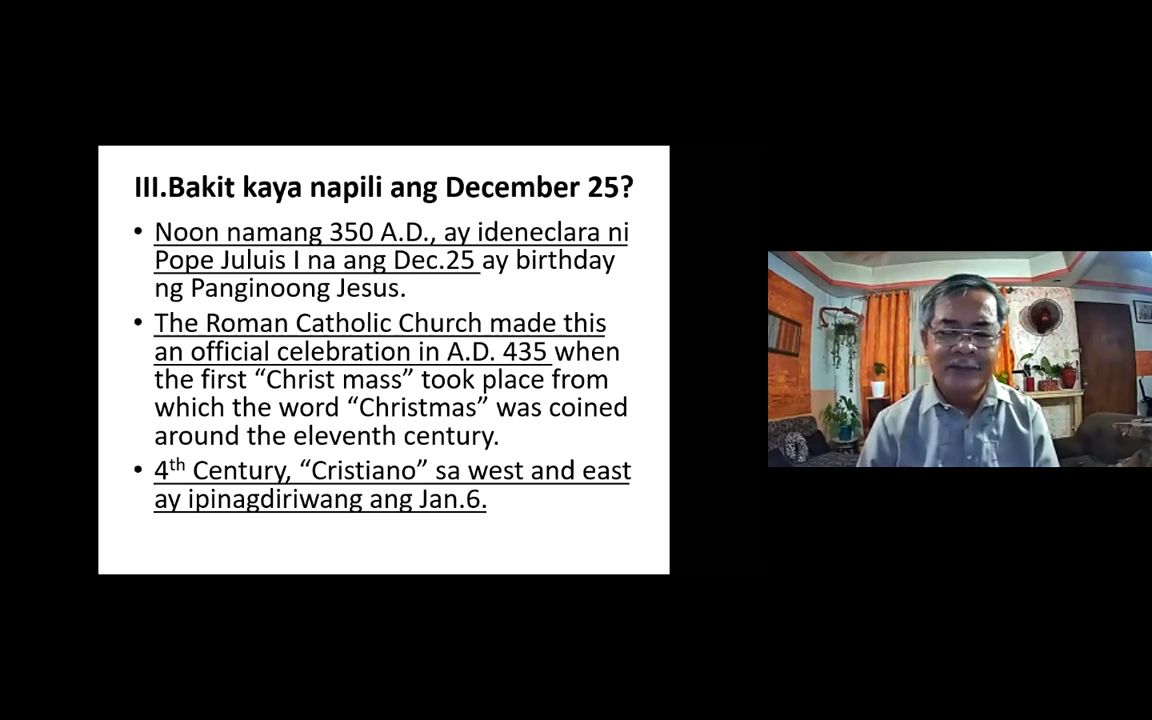 III.Bakit kaya napili ang December 25?
• Noon namang 350 A.D., ay ideneclara ni
Pope Juluis I na ang Dec.25 ay birthday
ng Panginoong Jesus.
• The Roman Catholic Church made this
an official celebration in A.D. 435 when
the first “Christ mass” took place from
which the word “Christmas” was coined
around the eleventh century.
• 4th Century, “Cristiano” sa west and east
ay ipinagdiriwang ang Jan.6.